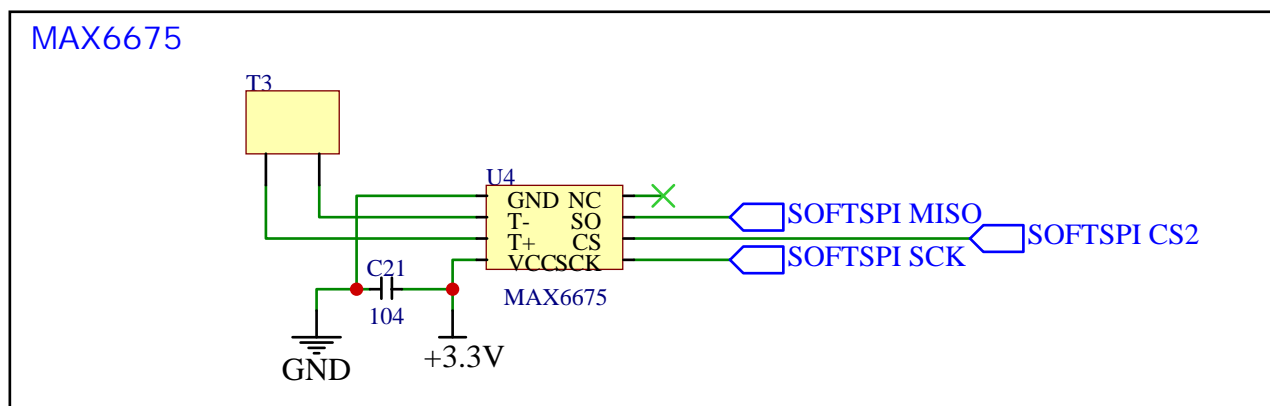 MAX6675
T3
U4
GND NC
T- SO
T+ CS
VCCSCK
MAX6675
SOFTSPI MISO
SOFTSPI CS2
SOFTSPI SCK
C21
104
GND
+3.3V